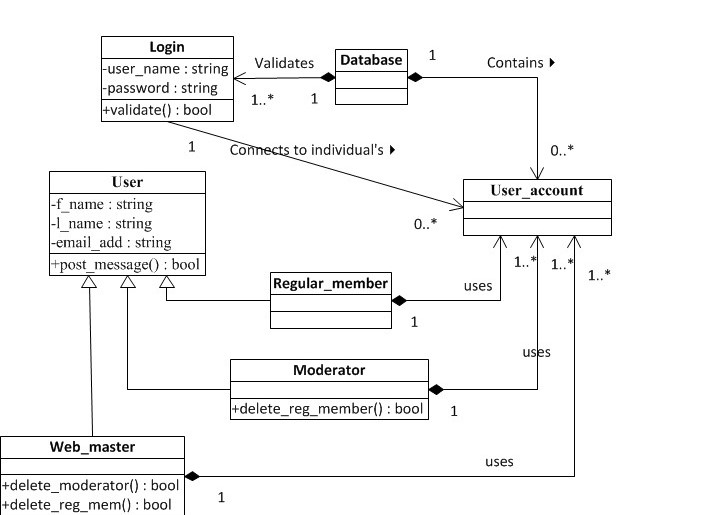 Login
-user_name : string
-password : string
+validate() : bool
Validates
1..*
1
Database
1
Contains
0..*
1
Connects to individual's
0..*
User_account
User
-f_name : string
-l_name : string
-email_add : string
+post_message() : bool
Regular_member
1
uses
1..*
1..*
1..*
Moderator
+delete_reg_member() : bool
1
uses
Web_master
+delete_moderator() : bool
+delete_reg_mem() : bool
1
uses